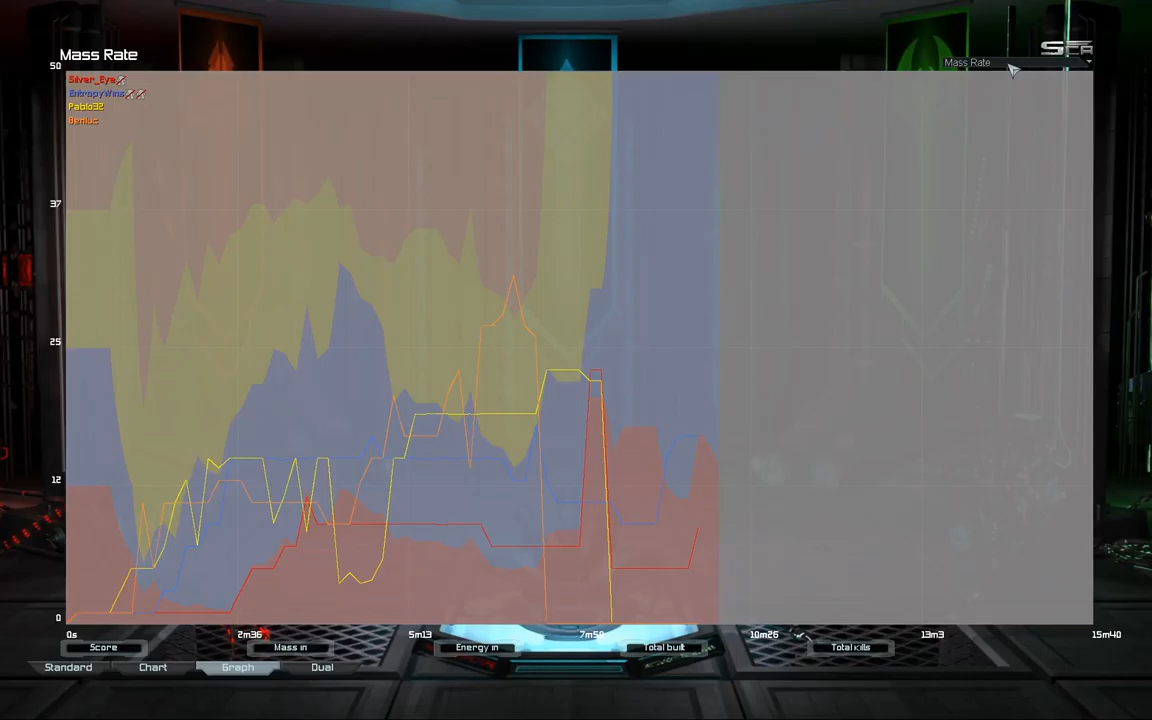 Mass Rate
50
Mass Rate
Silver_Eye
EntropyWins
Pablo32
Beniuc
37
25
12
0
0s
2m36
5m13
7m50
10m26
13m3
15m40
Score
Mass in
Energy in
Total built
Total kills
Standard
Chart
Graph
Dual